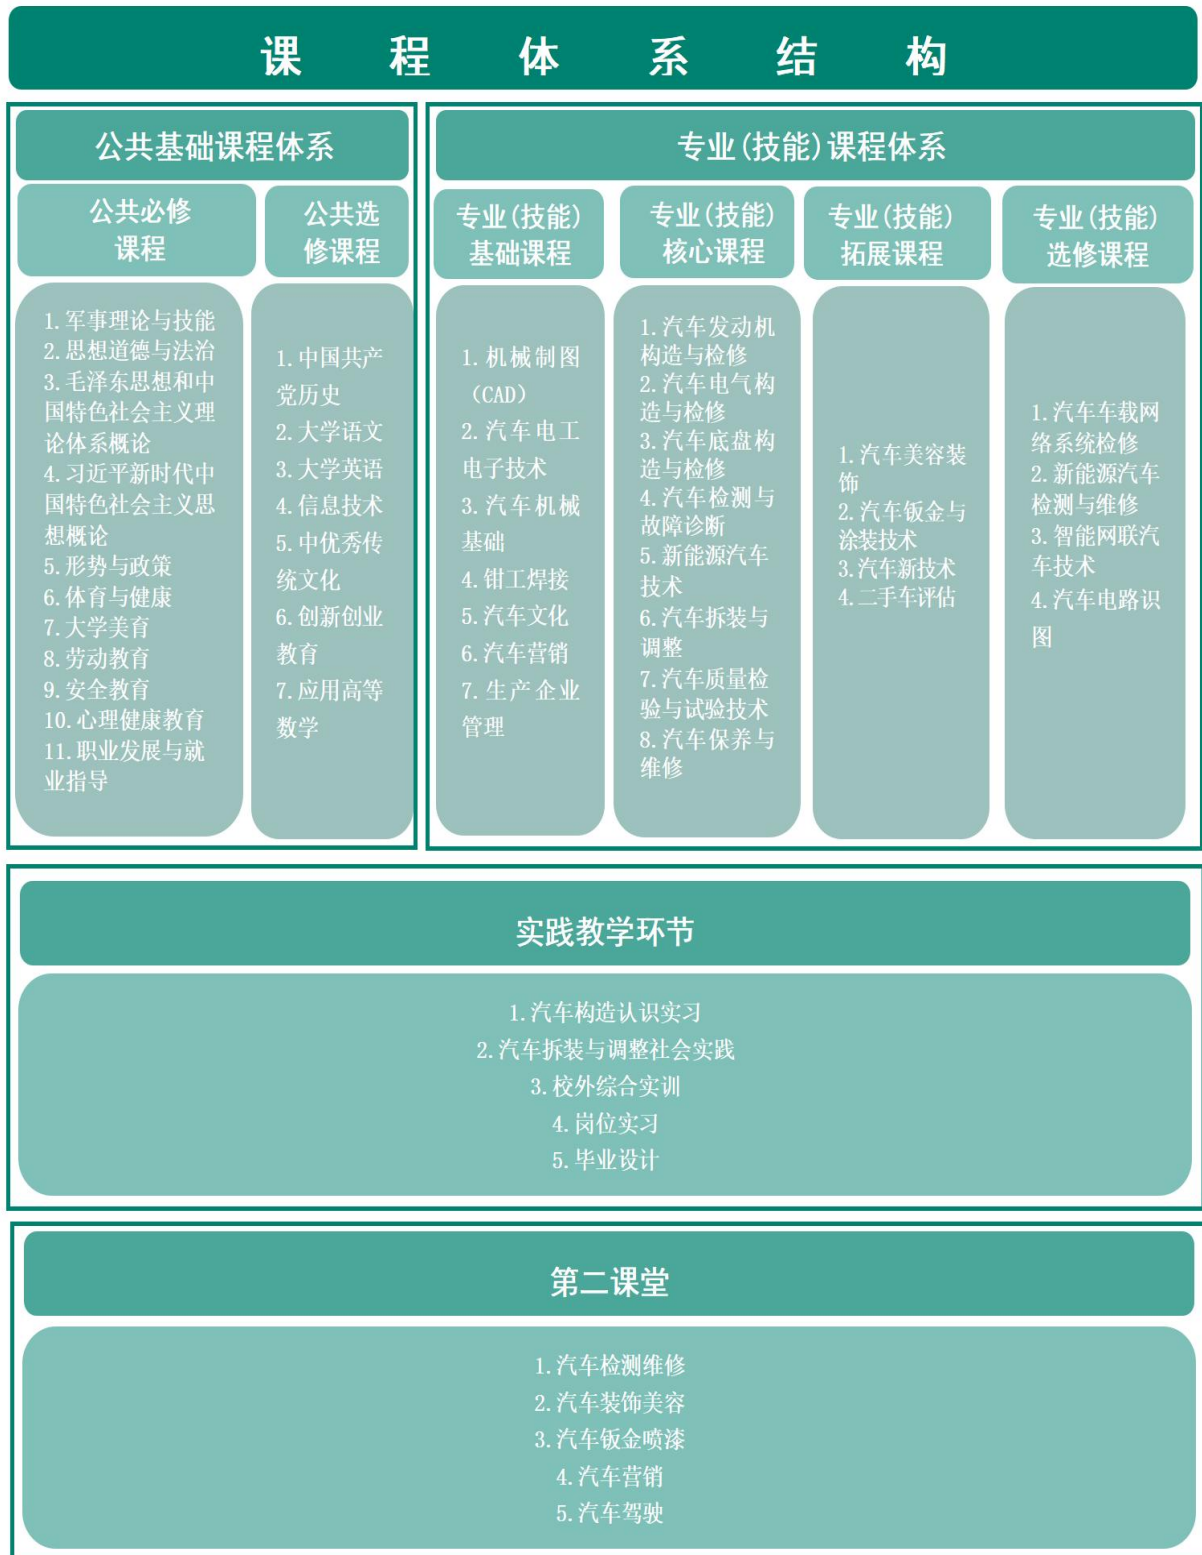 课程体系结构
公共基础课程体系
公共必修
课程
1.军事理论与技能
2.思想道德与法治
3.毛泽东思想和中
国特色社会主义理
论体系概论
4.习近平新时代中
国特色社会主义思
想概论
5.形势与政策
6.体育与健康
7.大学美育
8.劳动教育
9.安全教育
10.心理健康教育
11.职业发展与就
业指导
公共选
修课程
1.中国共产
党历史
2.大学语文
3.大学英语
4.信息技术
5.中优秀传
统文化
6.创新创业
教育
7.应用高等
数学
专业(技能)课程体系
专业(技能)
基础课程
1.机械制图
（CAD）
2.汽车电工
电子技术
3.汽车机械
基础
4.钳工焊接
5.汽车文化
6.汽车营销
7.生产企业
管理
专业(技能)
核心课程
1.汽车发动机
构造与检修
2.汽车电气构
造与检修
3.汽车底盘构
造与检修
4.汽车检测与
故障诊断
5.新能源汽车
技术
6.汽车拆装与
调整
7.汽车质量检
验与试验技术
8.汽车保养与
维修
专业(技能)
拓展课程
1.汽车美容装
饰
2.汽车钣金与
涂装技术
3.汽车新技术
4.二手车评估
专业(技能)
选修课程
1.汽车车载网
络系统检修
2.新能源汽车
检测与维修
3.智能网联汽
车技术
4.汽车电路识
图
实践教学环节
1.汽车构造认识实习
2.汽车拆装与调整社会实践
3.校外综合实训
4.岗位实习
5.毕业设计
第二课堂
1.汽车检测维修
2.汽车装饰美容
3.汽车钣金喷漆
4.汽车营销
5.汽车驾驶